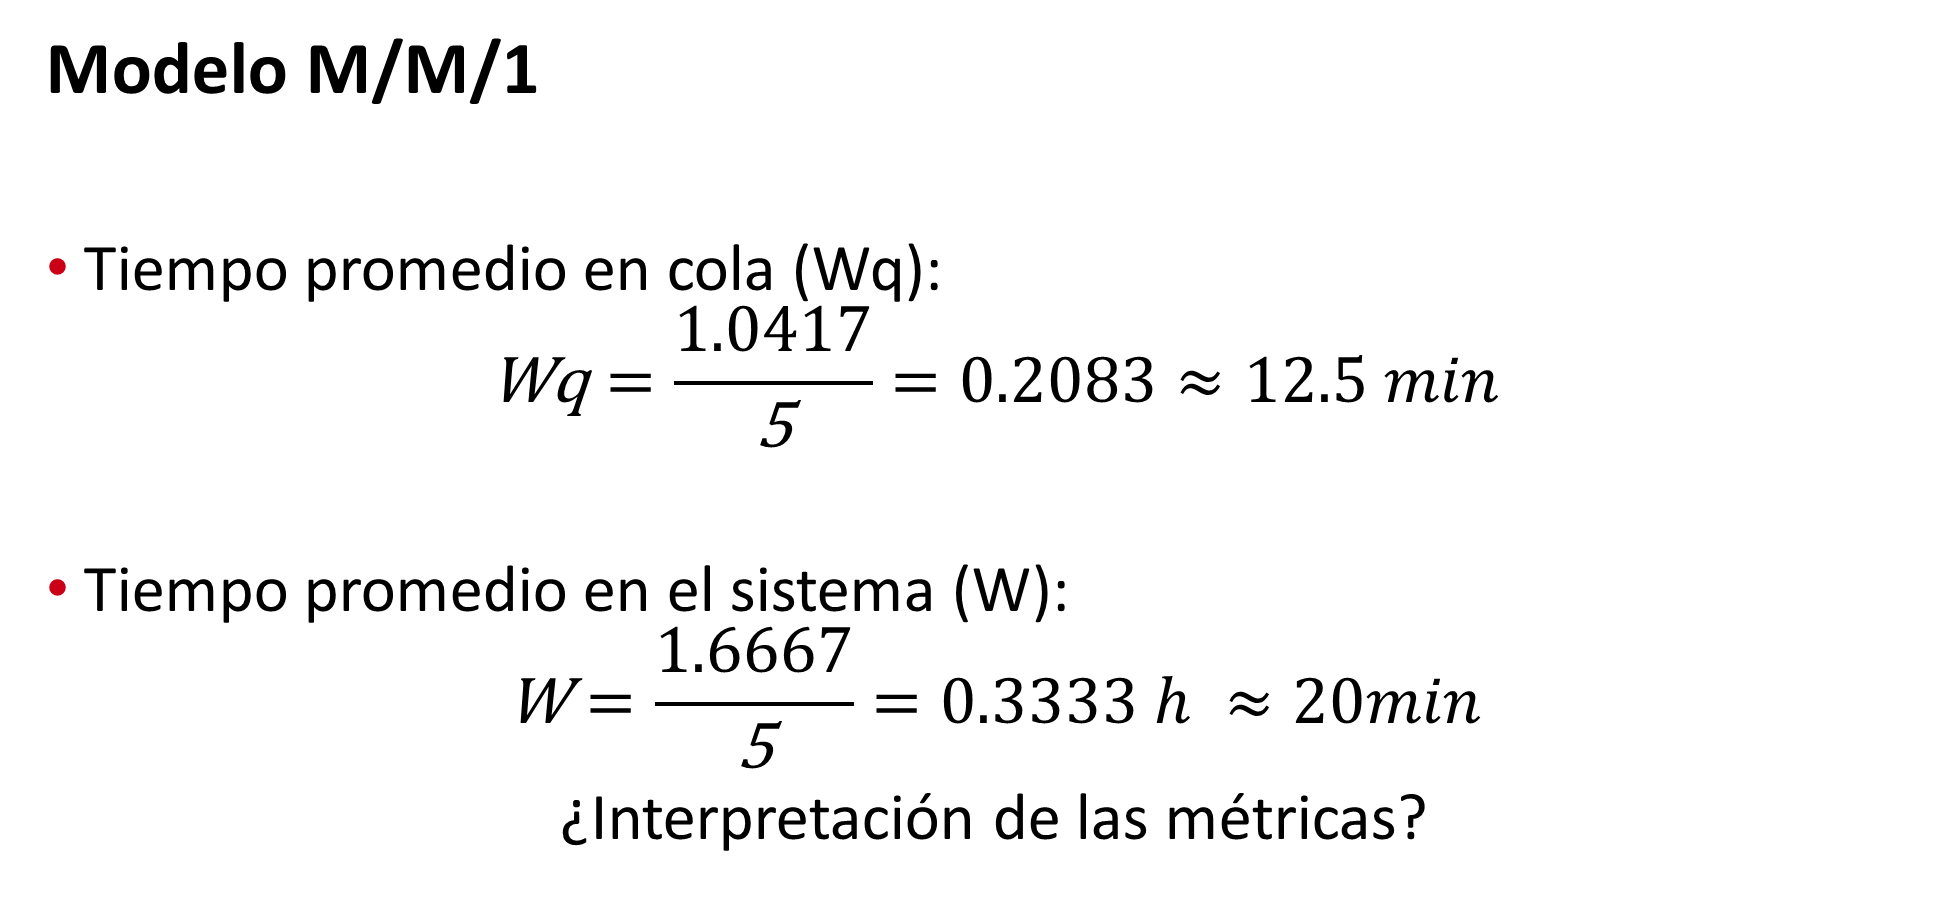 Modelo M/M/1
• Tiempo promedio en cola (Wq):
Wq = 1.0417/5 = 0.2083 ≈ 12.5 min
• Tiempo promedio en el sistema (W):
W = 1.6667/5 = 0.3333 h ≈ 20min
¿Interpretación de las métricas?